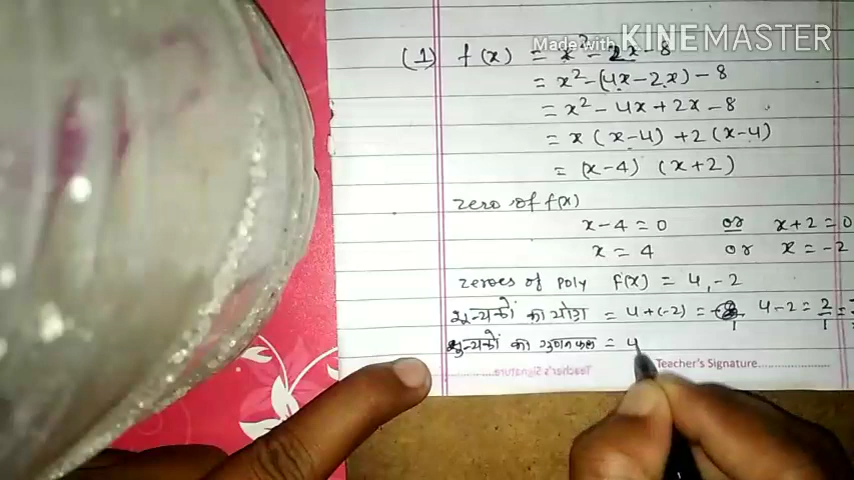 Made with KINEMASTER
(1) f(x) = x² - 2x - 8
= x² - (4x - 2x) - 8
= x² - 4x + 2x - 8
= x (x-4) + 2 (x-4)
= (x-4) (x+2)
zero of f(x)
x-4 = 0 or x+2 = 0
x = 4 or x = -2
zeroes of poly f(x) = 4, -2
शून्यकों का योग = 4+(-2) = 4-2 = 2/1 =
शून्यकों का गुणनफल = 4
Teacher's Signature